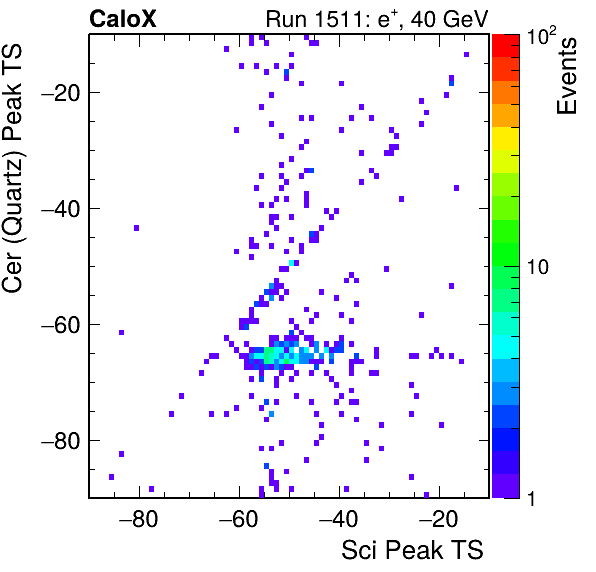 CaloX Run 1511: e+, 40 GeV
Cer (Quartz) Peak TS
−20
−40
−60
−80
−80 −60 −40 −20
Sci Peak TS
10²
10
1
Events